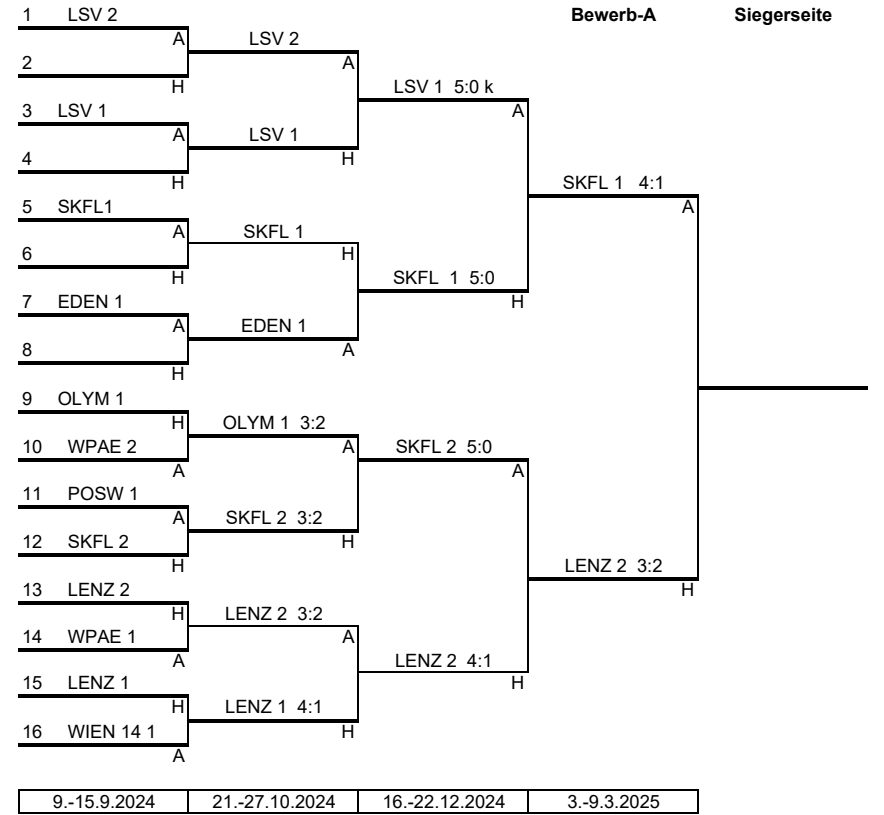 1 LSV 2 Bewerb-A Siegerseite
A LSV 2
2 A
H LSV 1 5:0 k
3 LSV 1 A
A LSV 1
4 H
H SKFL 1 4:1
5 SKFL1 A
A SKFL 1
6 H
H SKFL 1 5:0
7 EDEN 1 H
A EDEN 1
8 A
H
9 OLYM 1
H OLYM 1 3:2
10 WPAE 2 A SKFL 2 5:0
A A
11 POSW 1
A SKFL 2 3:2
12 SKFL 2 H
H LENZ 2 3:2
13 LENZ 2 H
H LENZ 2 3:2
14 WPAE 1 A
A LENZ 2 4:1
15 LENZ 1 H
H LENZ 1 4:1
16 WIEN 14 1 H
A
9.-15.9.2024 21.-27.10.2024 16.-22.12.2024 3.-9.3.2025